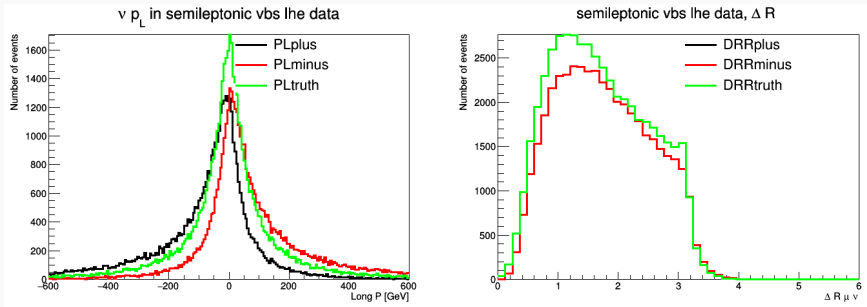 ν pL in semileptonic vbs lhe data
Number of events
1600
1400
1200
1000
800
600
400
200
0
−600
−400
−200
0
200
400
600
Long P [GeV]
PLplus
PLminus
PLtruth
semileptonic vbs lhe data, Δ R
Number of events
2500
2000
1500
1000
500
0
0
1
2
3
4
5
6
Δ R μ ν
DRRplus
DRRminus
DRRtruth